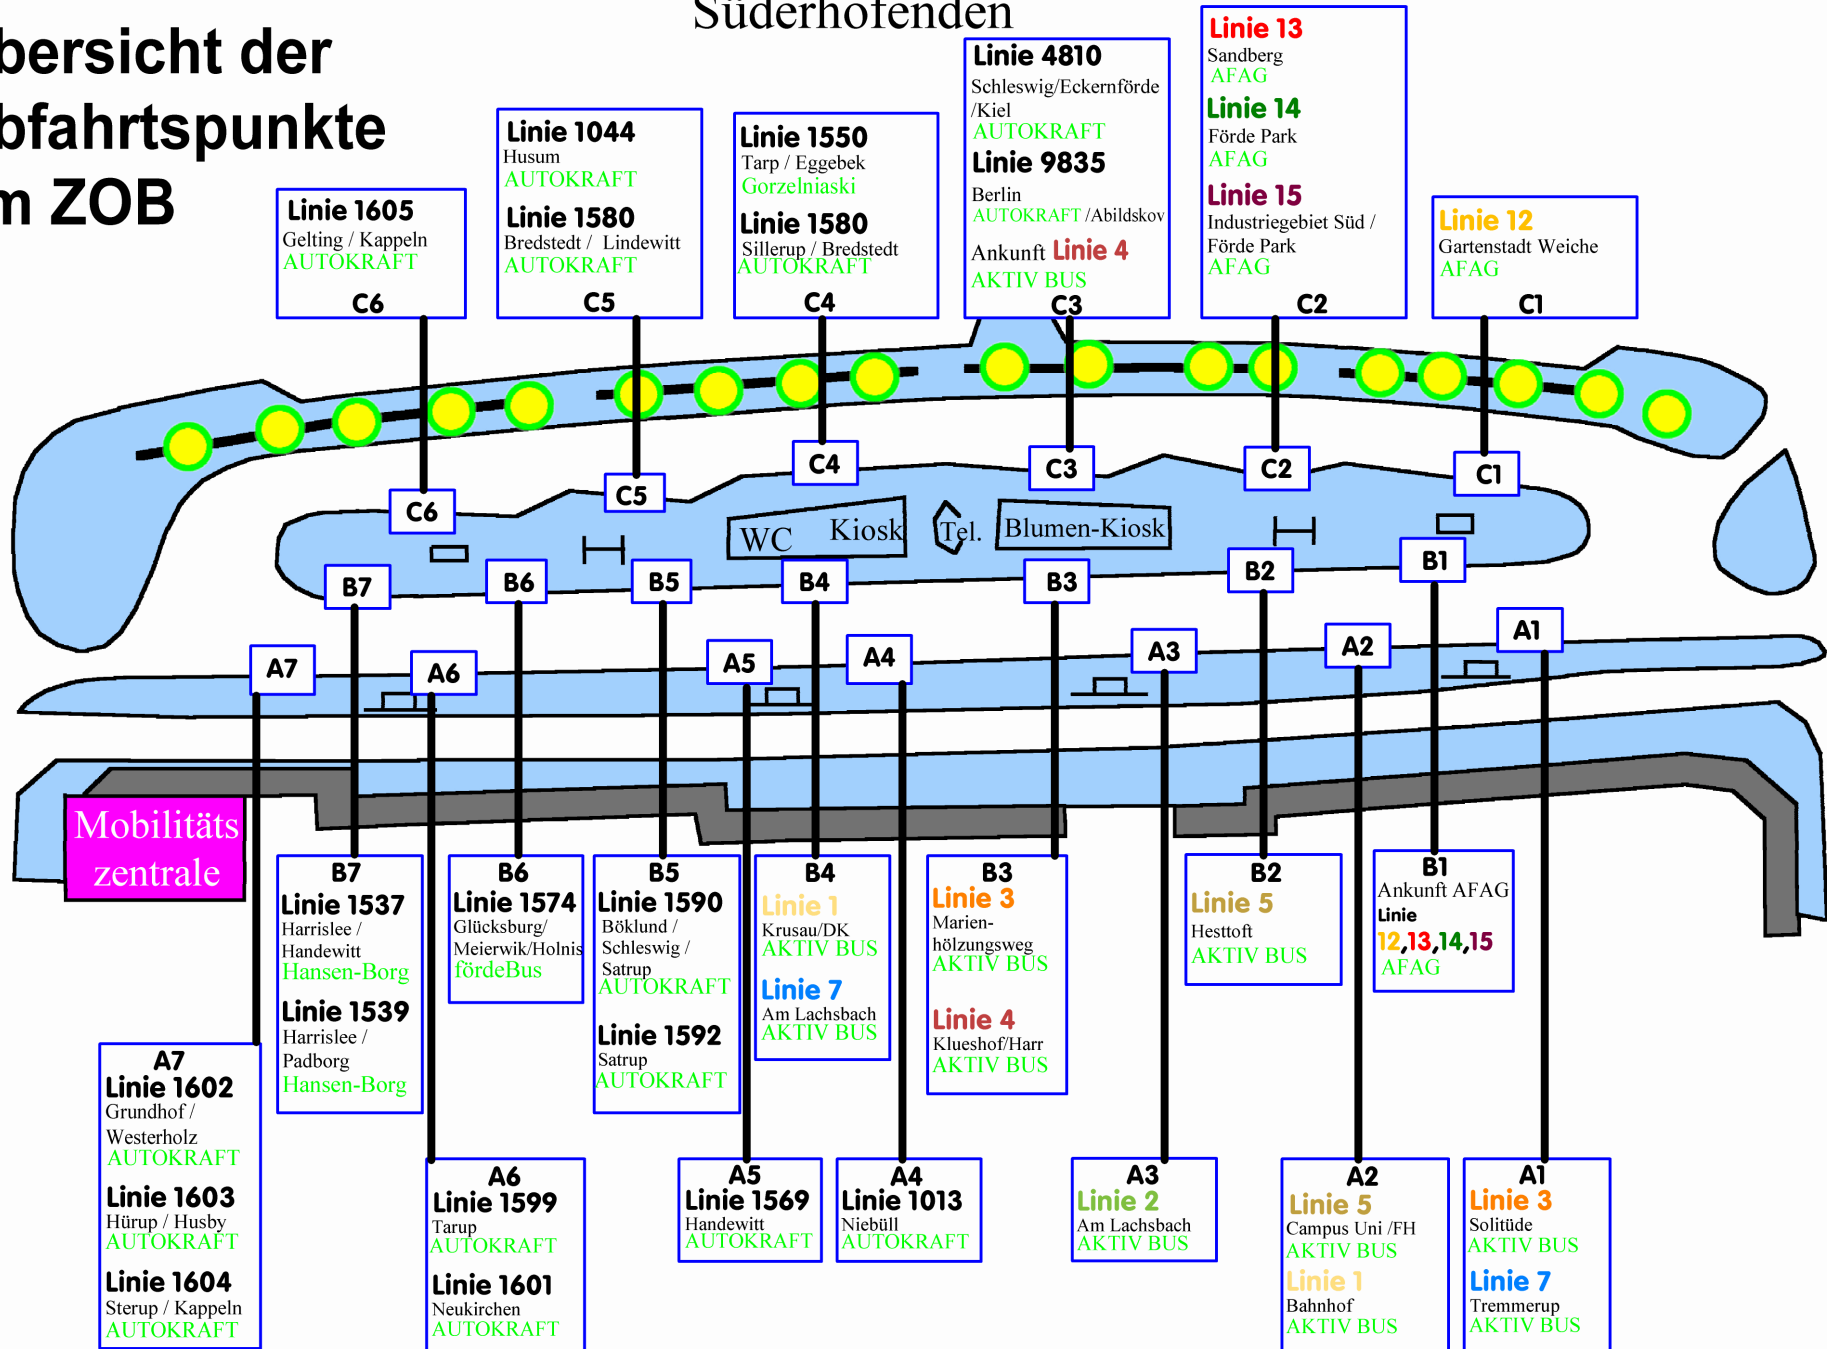 Süderhofenden
bersicht der
bfahrtspunkte
m ZOB
Linie 1605
Gelting / Kappeln
AUTOKRAFT
C6
Linie 1044
Husum
AUTOKRAFT
Linie 1580
Bredstedt / Lindewitt
AUTOKRAFT
C5
Linie 1550
Tarp / Eggebek
Gorzelniaski
Linie 1580
Sillerup / Bredstedt
AUTOKRAFT
C4
Linie 4810
Schleswig/Eckernförde
/Kiel
AUTOKRAFT
Linie 9835
Berlin
AUTOKRAFT /Abildskov
Ankunft Linie 4
AKTIV BUS
C3
Linie 13
Sandberg
AFAG
Linie 14
Förde Park
AFAG
Linie 15
Industriegebiet Süd /
Förde Park
AFAG
C2
Linie 12
Gartenstadt Weiche
AFAG
C1
C6
C5
C4
C3
C2
C1
WC
Kiosk
Tel.
Blumen-Kiosk
B7
B6
B5
B4
B3
B2
B1
A7
A6
A5
A4
A3
A2
A1
Mobilitäts
zentrale
B7
Linie 1537
Harrislee /
Handewitt
Hansen-Borg
Linie 1539
Harrislee /
Padborg
Hansen-Borg
B6
Linie 1574
Glücksburg/
Meierwik/Holnis
fördeBus
B5
Linie 1590
Böklund /
Schleswig /
Satrup
AUTOKRAFT
Linie 1592
Satrup
AUTOKRAFT
B4
Linie 1
Krusau/DK
AKTIV BUS
Linie 7
Am Lachsbach
AKTIV BUS
B3
Linie 3
Marien-
hölzungsweg
AKTIV BUS
Linie 4
Klueshof/Harr
AKTIV BUS
B2
Linie 5
Hesttoft
AKTIV BUS
B1
Ankunft AFAG
Linie
12,13,14,15
AFAG
A7
Linie 1602
Grundhof /
Westerholz
AUTOKRAFT
Linie 1603
Hürup / Husby
AUTOKRAFT
Linie 1604
Sterup / Kappeln
AUTOKRAFT
A6
Linie 1599
Tarup
AUTOKRAFT
Linie 1601
Neukirchen
AUTOKRAFT
A5
Linie 1569
Handewitt
AUTOKRAFT
A4
Linie 1013
Niebüll
AUTOKRAFT
A3
Linie 2
Am Lachsbach
AKTIV BUS
A2
Linie 5
Campus Uni /FH
AKTIV BUS
Linie 1
Bahnhof
AKTIV BUS
A1
Linie 3
Solitüde
AKTIV BUS
Linie 7
Tremmerup
AKTIV BUS